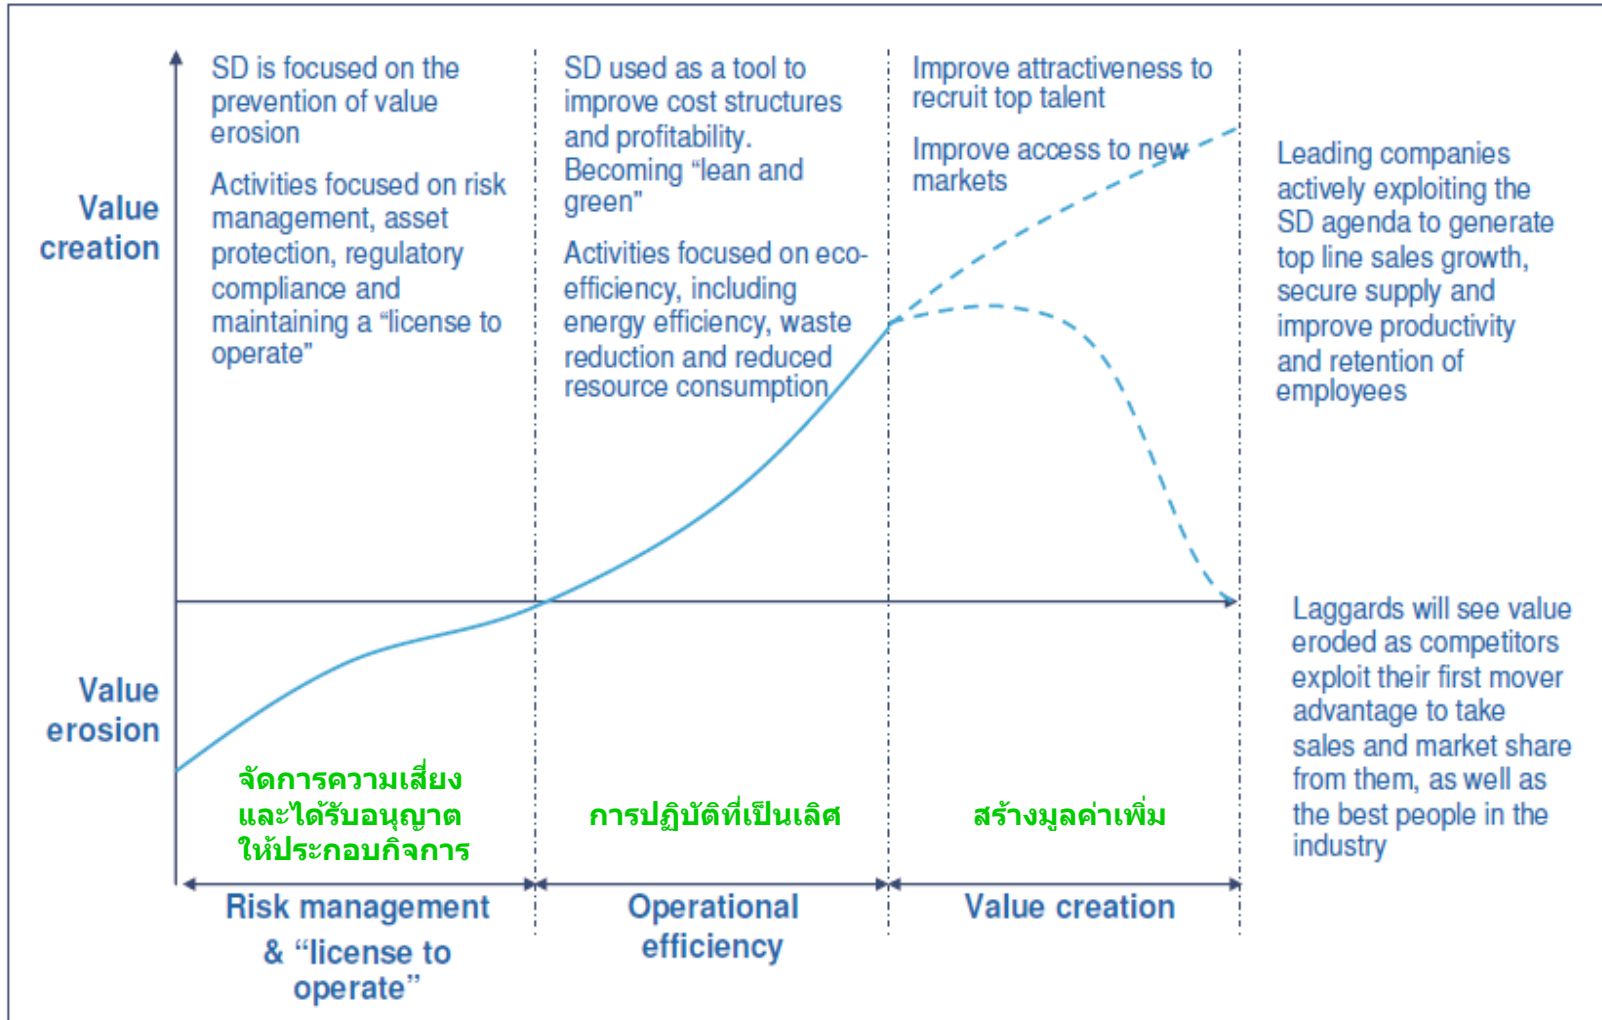 Value
creation
Value
erosion
SD is focused on the
prevention of value
erosion
Activities focused on risk
management, asset
protection, regulatory
compliance and
maintaining a “license to
operate”
SD used as a tool to
improve cost structures
and profitability.
Becoming “lean and
green”
Activities focused on eco-
efficiency, including
energy efficiency, waste
reduction and reduced
resource consumption
Improve attractiveness to
recruit top talent
Improve access to new
markets
Leading companies
actively exploiting the
SD agenda to generate
top line sales growth,
secure supply and
improve productivity
and retention of
employees
Laggards will see value
eroded as competitors
exploit their first mover
advantage to take
sales and market share
from them, as well as
the best people in the
industry
จัดการความเสี่ยง
และได้รับอนุญาต
ให้ประกอบกิจการ
การปฏิบัติที่เป็นเลิศ
สร้างมูลค่าเพิ่ม
Risk management
& “license to
operate”
Operational
efficiency
Value creation